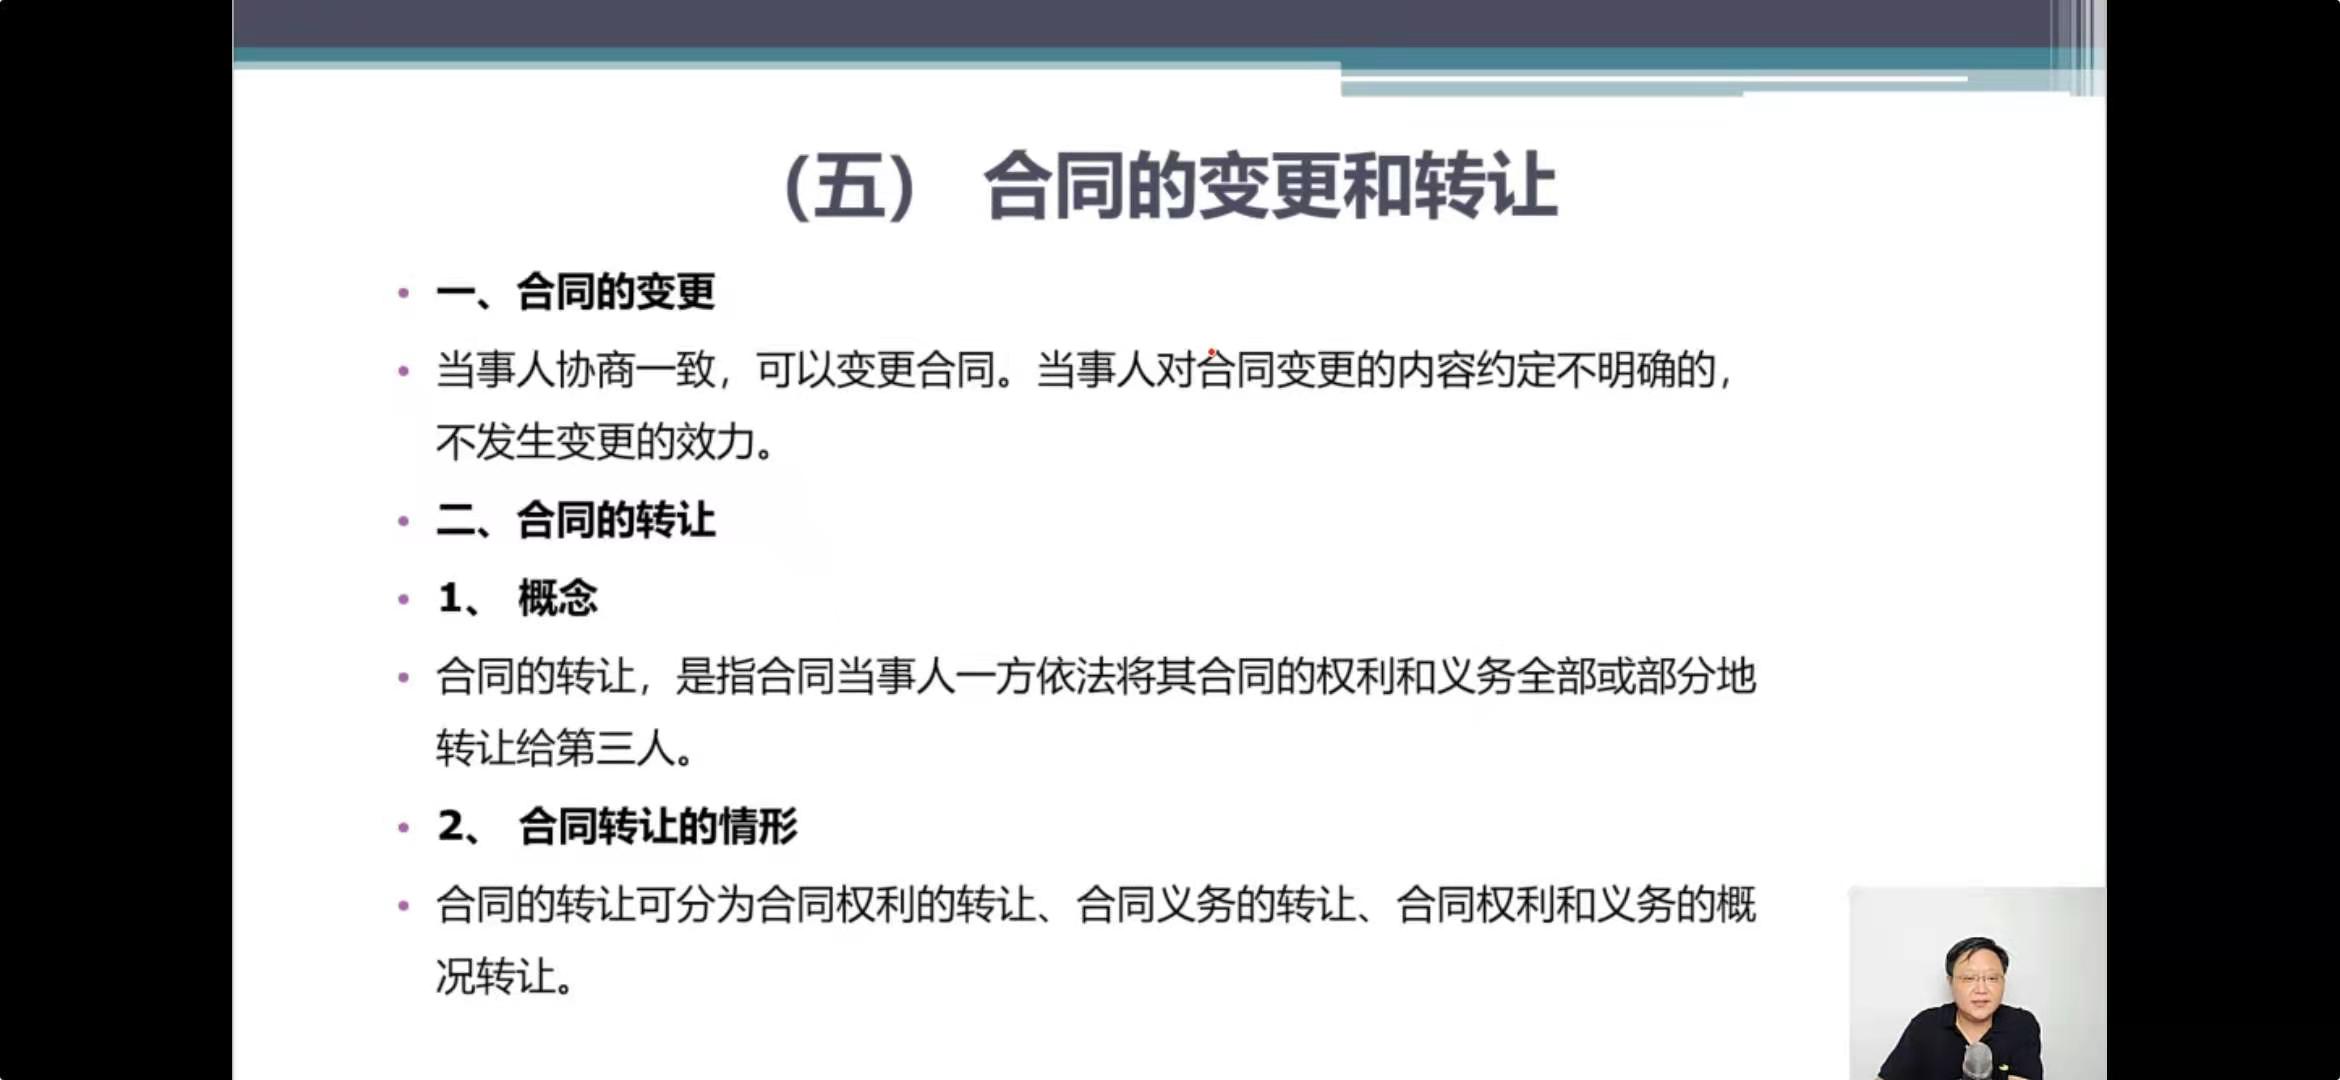 （五） 合同的变更和转让
• 一、合同的变更
• 当事人协商一致，可以变更合同。当事人对合同变更的内容约定不明确的，
不发生变更的效力。
• 二、合同的转让
• 1、 概念
• 合同的转让，是指合同当事人一方依法将其合同的权利和义务全部或部分地
转让给第三人。
• 2、 合同转让的情形
• 合同的转让可分为合同权利的转让、合同义务的转让、合同权利和义务的概
况转让。